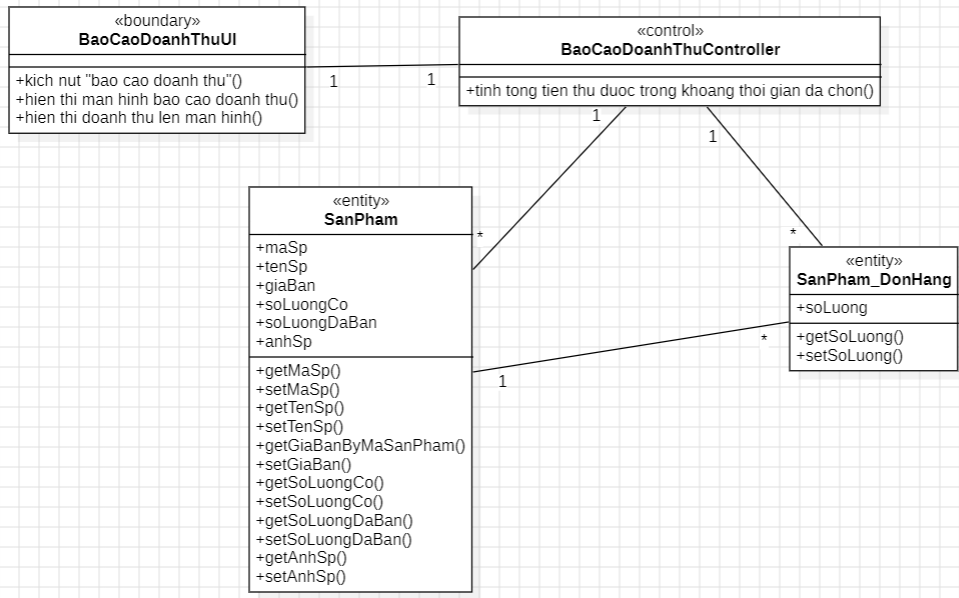 «boundary»
BaoCaoDoanhThuUI
+kich nut "bao cao doanh thu"()
+hien thi man hinh bao cao doanh thu()
+hien thi doanh thu len man hinh()
1
1
«control»
BaoCaoDoanhThuController
+tinh tong tien thu duoc trong khoang thoi gian da chon()
1
1
*
*
«entity»
SanPham
+maSp
+tenSp
+giaBan
+soLuongCo
+soLuongDaBan
+anhSp
+getMaSp()
+setMaSp()
+getTenSp()
+setTenSp()
+getGiaBanByMaSanPham()
+setGiaBan()
+getSoLuongCo()
+setSoLuongCo()
+getSoLuongDaBan()
+setSoLuongDaBan()
+getAnhSp()
+setAnhSp()
1
*
«entity»
SanPham_DonHang
+soLuong
+getSoLuong()
+setSoLuong()